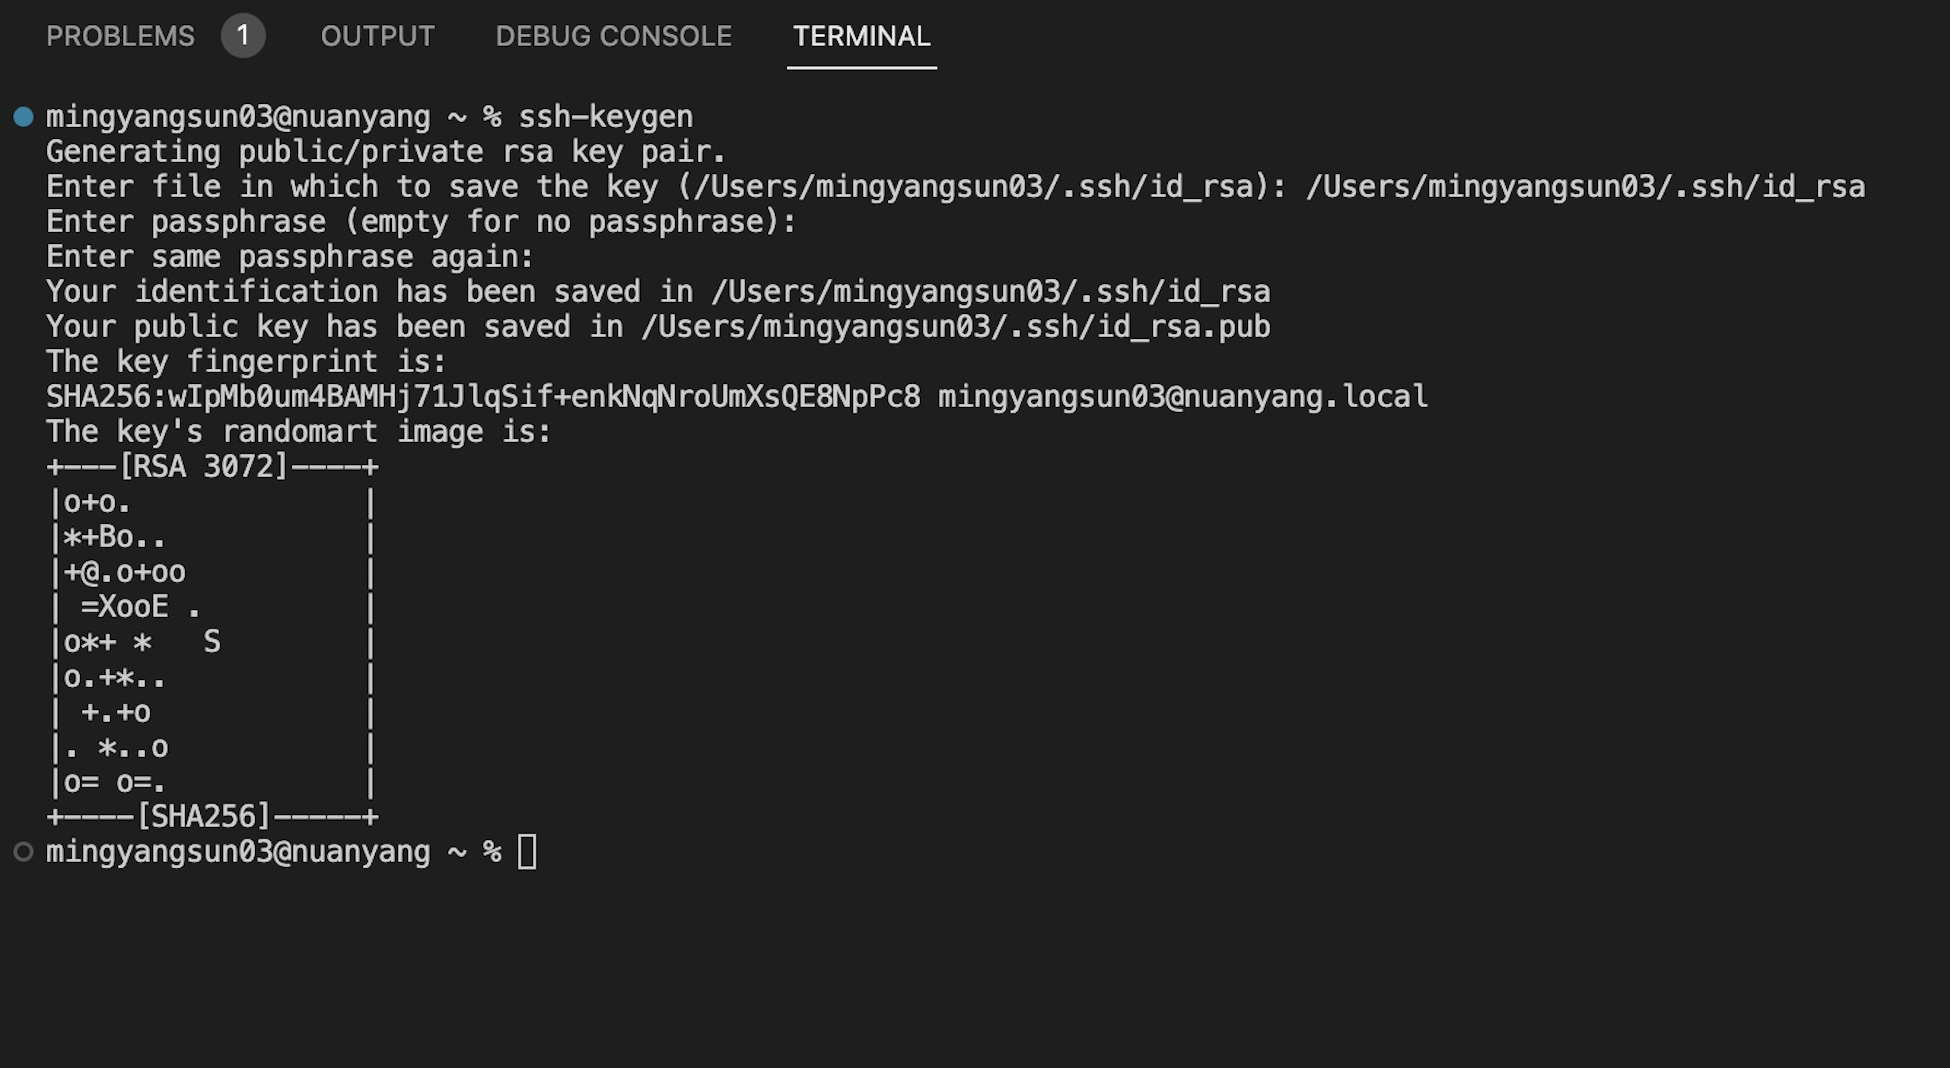 PROBLEMS 1 OUTPUT DEBUG CONSOLE TERMINAL
mingyangsun03@nuanyang ~ % ssh-keygen
Generating public/private rsa key pair.
Enter file in which to save the key (/Users/mingyangsun03/.ssh/id_rsa): /Users/mingyangsun03/.ssh/id_rsa
Enter passphrase (empty for no passphrase):
Enter same passphrase again:
Your identification has been saved in /Users/mingyangsun03/.ssh/id_rsa
Your public key has been saved in /Users/mingyangsun03/.ssh/id_rsa.pub
The key fingerprint is:
SHA256:wIpMb0um4BAMHj71JlqSif+enkNqNroUmXsQE8NpPc8 mingyangsun03@nuanyang.local
The key's randomart image is:
+---[RSA 3072]----+
|o+o.             |
|*+Bo..           |
|+@.o+oo          |
| =XooE .         |
|o*+ *   S        |
|o.+*..           |
| +.+o            |
|. *..o           |
|o= o=.           |
+----[SHA256]-----+
mingyangsun03@nuanyang ~ %